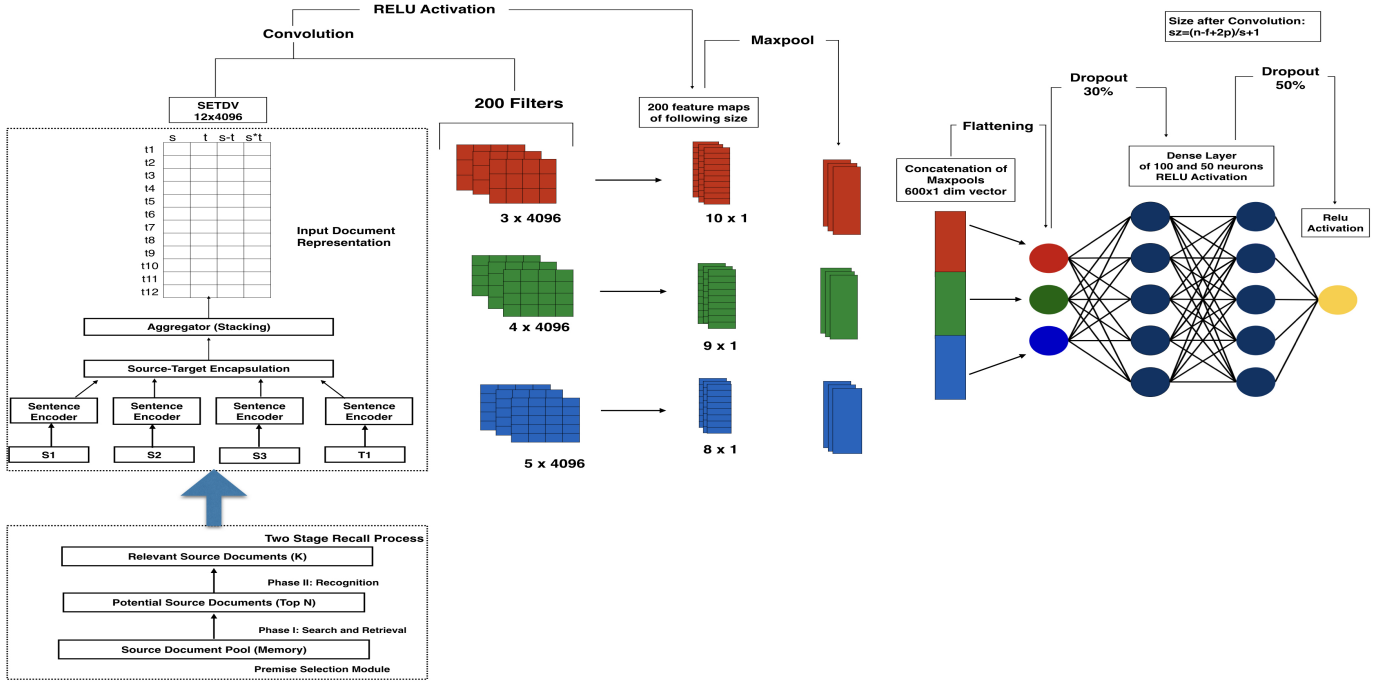 RELU Activation
Convolution
SETDV
12x4096
s t s-t s*t
t1
t2
t3
t4
t5
t6
t7
t8
t9
t10
t11
t12
Input Document
Representation
Aggregator (Stacking)
Source-Target Encapsulation
Sentence
Encoder
Sentence
Encoder
Sentence
Encoder
Sentence
Encoder
S1
S2
S3
T1
Two Stage Recall Process
Relevant Source Documents (K)
Phase II: Recognition
Potential Source Documents (Top N)
Phase I: Search and Retrieval
Source Document Pool (Memory)
Premise Selection Module
200 Filters
3 x 4096
4 x 4096
5 x 4096
200 feature maps
of following size
10 x 1
9 x 1
8 x 1
Maxpool
Concatenation of
Maxpools
600x1 dim vector
Flattening
Dropout
30%
Dense Layer
of 100 and 50 neurons
RELU Activation
Dropout
50%
Relu
Activation
Size after Convolution:
sz=(n-f+2p)/s+1